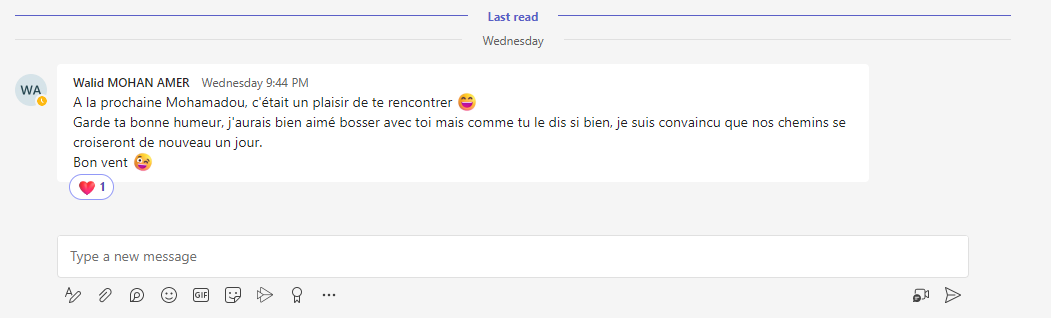 Last read
Wednesday
WA
Walid MOHAN AMER Wednesday 9:44 PM
A la prochaine Mohamadou, c'était un plaisir de te rencontrer 😄
Garde ta bonne humeur, j'aurais bien aimé bosser avec toi mais comme tu le dis si bien, je suis convaincu que nos chemins se
croiseront de nouveau un jour.
Bon vent 😜
❤️ 1
Type a new message
GIF